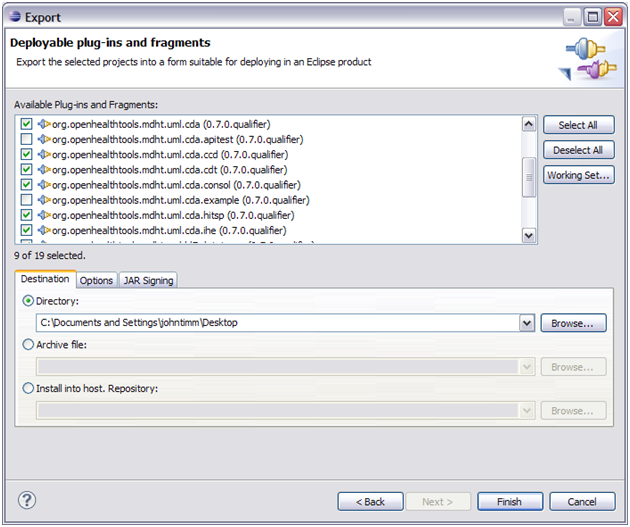 Export
Deployable plug-ins and fragments
Export the selected projects into a form suitable for deploying in an Eclipse product
Available Plug-ins and Fragments:
org.openhealthtools.mdht.uml.cda (0.7.0.qualifier)
org.openhealthtools.mdht.uml.cda.apitest (0.7.0.qualifier)
org.openhealthtools.mdht.uml.cda.ccd (0.7.0.qualifier)
org.openhealthtools.mdht.uml.cda.cdt (0.7.0.qualifier)
org.openhealthtools.mdht.uml.cda.consol (0.7.0.qualifier)
org.openhealthtools.mdht.uml.cda.example (0.7.0.qualifier)
org.openhealthtools.mdht.uml.cda.hitsp (0.7.0.qualifier)
org.openhealthtools.mdht.uml.cda.ihe (0.7.0.qualifier)
Select All
Deselect All
Working Set...
9 of 19 selected.
Destination Options JAR Signing
Directory:
C:\Documents and Settings\johntimm\Desktop Browse...
Archive file:
Browse...
Install into host. Repository:
Browse...
? < Back Next > Finish Cancel